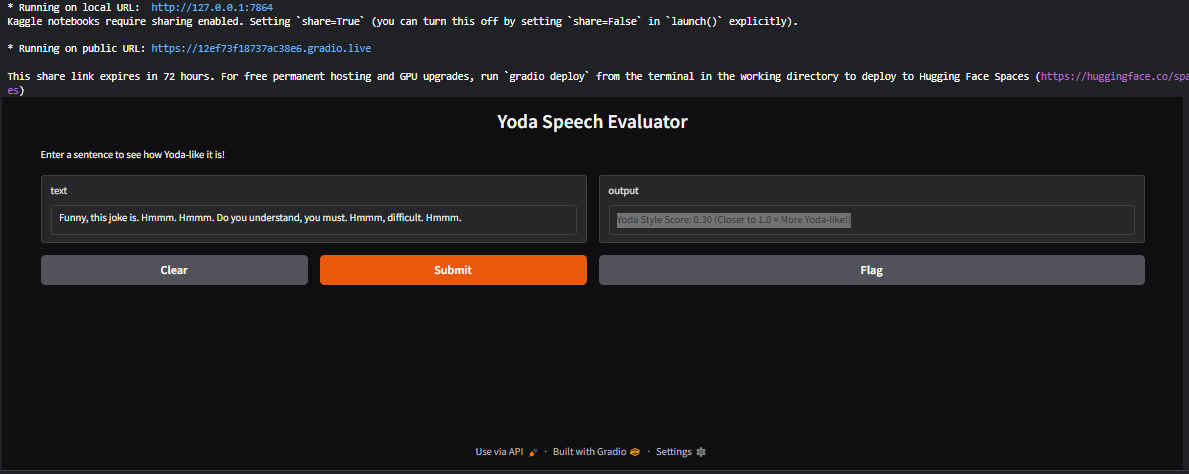 * Running on local URL:  http://127.0.0.1:7864
Kaggle notebooks require sharing enabled. Setting `share=True` (you can turn this off by setting `share=False` in `launch()` explicitly).
* Running on public URL: https://12ef73f18737ac38e6.gradio.live
This share link expires in 72 hours. For free permanent hosting and GPU upgrades, run `gradio deploy` from the terminal in the working directory to deploy to Hugging Face Spaces (https://huggingface.co/spa
es)
Yoda Speech Evaluator
Enter a sentence to see how Yoda-like it is!
text
Funny, this joke is. Hmmm. Hmmm. Do you understand, you must. Hmmm, difficult. Hmmm.
output
Yoda Style Score: 0.30 (Closer to 1.0 = More Yoda-like!)
Clear
Submit
Flag
Use via API · Built with Gradio · Settings